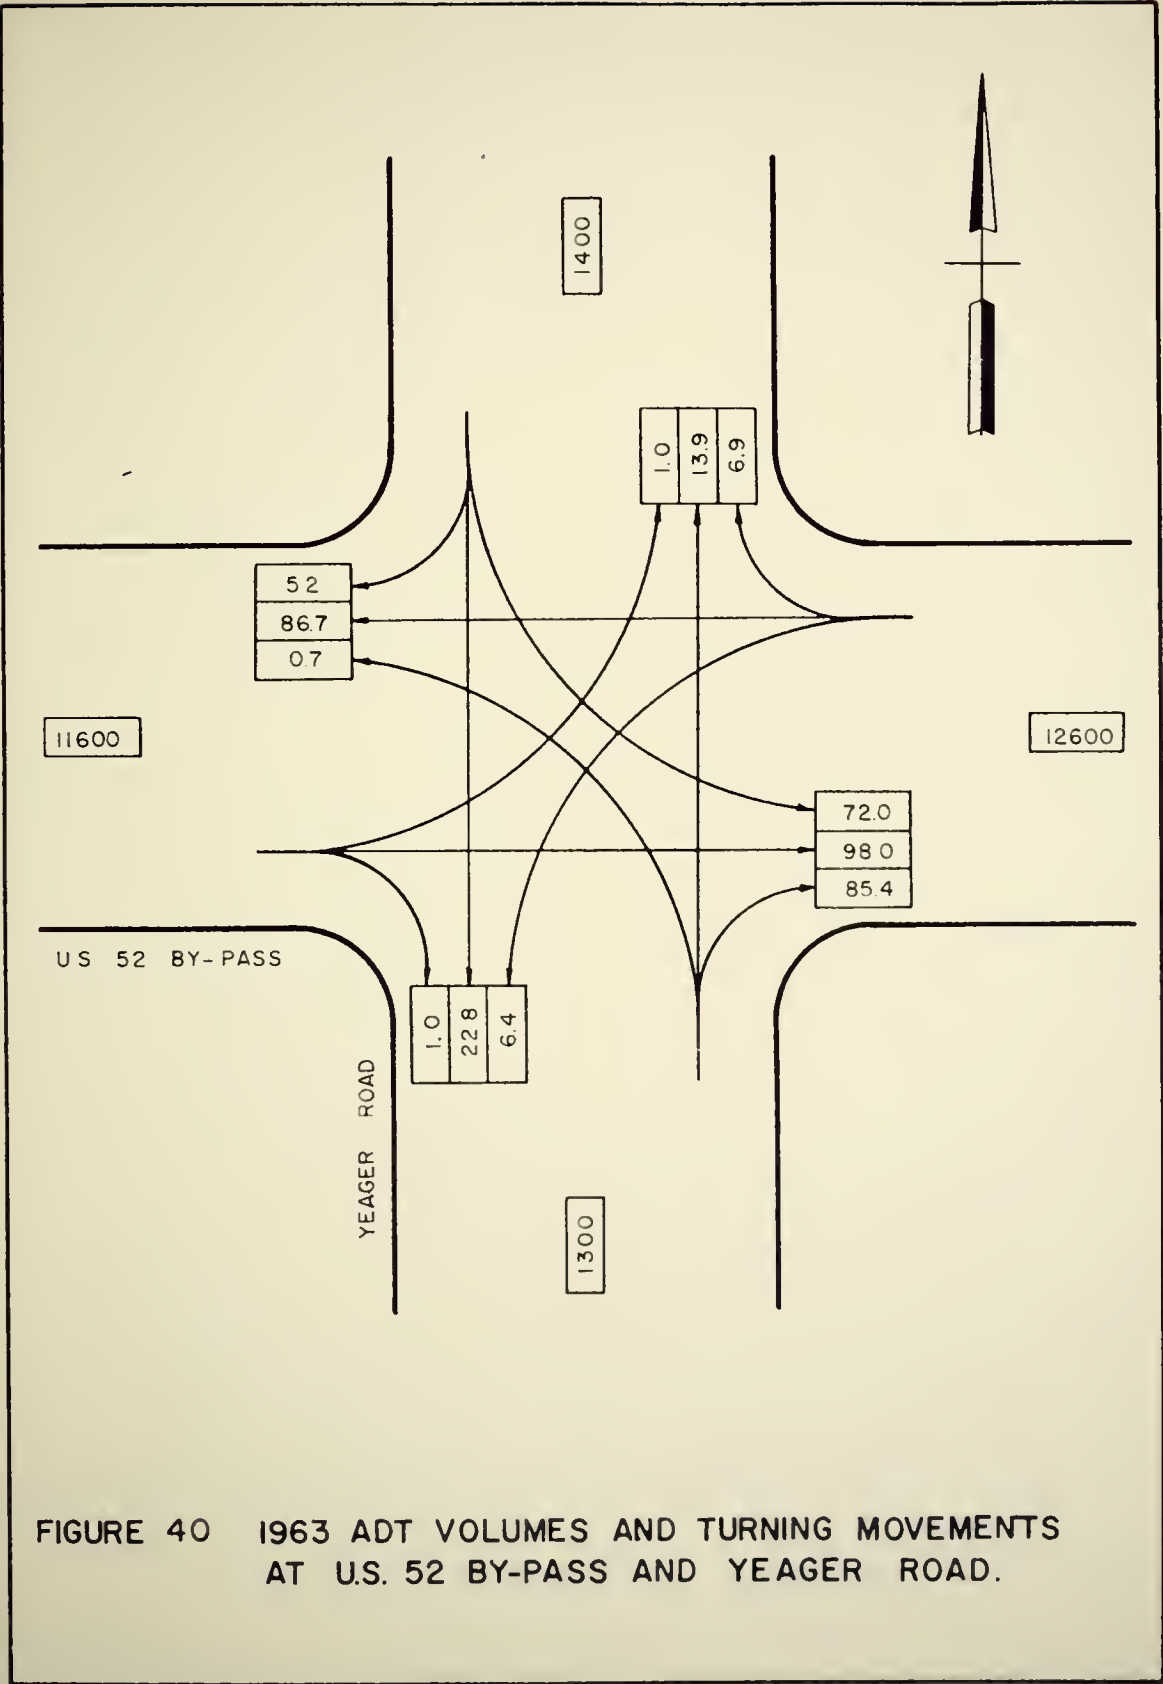 1400
1.0 13.9 6.9
5 2
86.7
0.7
11600
12600
72.0
98 0
85.4
US 52 BY-PASS
1.0 22 8 6.4
YEAGER ROAD
1300
FIGURE 40 1963 ADT VOLUMES AND TURNING MOVEMENTS
AT U.S. 52 BY-PASS AND YEAGER ROAD.